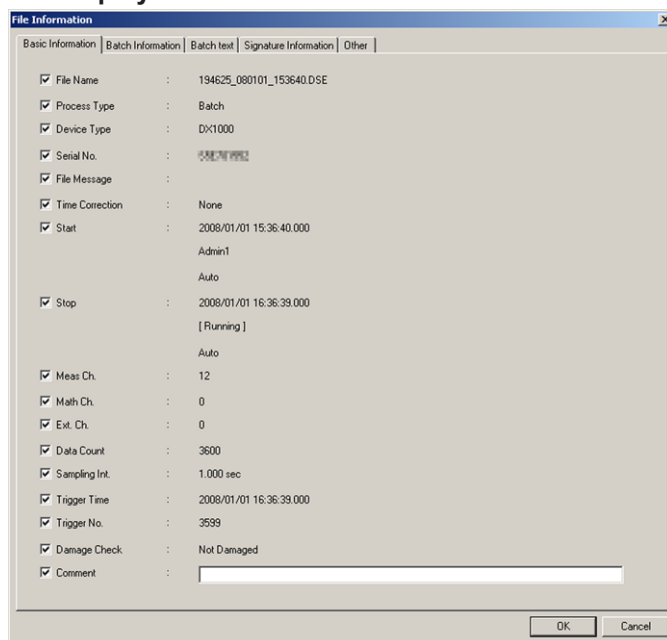 File Information
Basic Information Batch Information Batch text Signature Information Other
File Name : 194625_080101_153640.DSE
Process Type : Batch
Device Type : DX1000
Serial No. :
File Message :
Time Correction : None
Start : 2008/01/01 15:36:40.000
Admin1
Auto
Stop : 2008/01/01 16:36:39.000
[ Running ]
Auto
Meas Ch. : 12
Math Ch. : 0
Ext. Ch. : 0
Data Count : 3600
Sampling Int. : 1.000 sec
Trigger Time : 2008/01/01 16:36:39.000
Trigger No. : 3599
Damage Check : Not Damaged
Comment :
OK Cancel